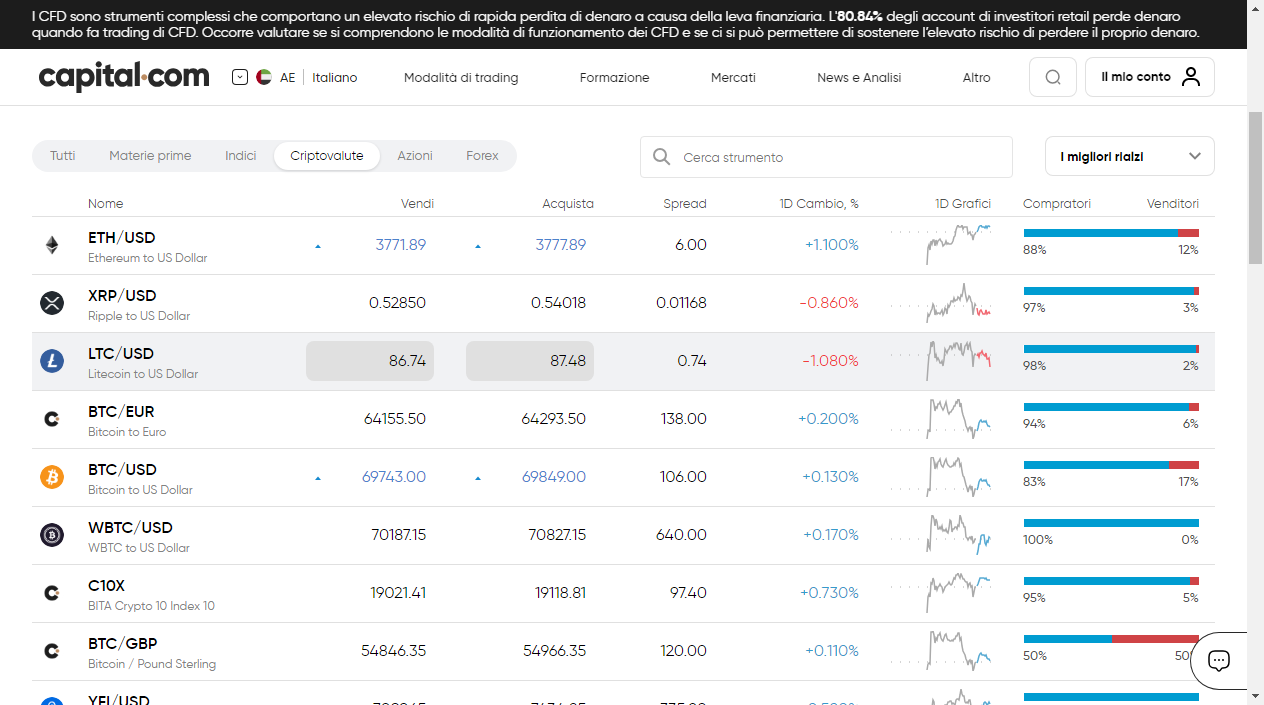 I CFD sono strumenti complessi che comportano un elevato rischio di rapida perdita di denaro a causa della leva finanziaria. L'80.84% degli account di investitori retail perde denaro
quando fa trading di CFD. Occorre valutare se si comprendono le modalità di funzionamento dei CFD e se ci si può permettere di sostenere l'elevato rischio di perdere il proprio denaro.
capital.com AE Italiano Modalità di trading Formazione Mercati News e Analisi Altro Il mio conto
Tutti Materie prime Indici Criptovalute Azioni Forex Cerca strumento I migliori rialzi
Nome Vendi Acquista Spread 1D Cambio, % 1D Grafici Compratori Venditori
ETH/USD 3771.89 3777.89 6.00 +1.100%
Ethereum to US Dollar 88% 12%
XRP/USD 0.52850 0.54018 0.01168 -0.860%
Ripple to US Dollar 97% 3%
LTC/USD 86.74 87.48 0.74 -1.080%
Litecoin to US Dollar 98% 2%
BTC/EUR 64155.50 64293.50 138.00 +0.200%
Bitcoin to Euro 94% 6%
BTC/USD 69743.00 69849.00 106.00 +0.130%
Bitcoin to US Dollar 83% 17%
WBTC/USD 70187.15 70827.15 640.00 +0.170%
WBTC to US Dollar 100% 0%
C10X 19021.41 19118.81 97.40 +0.730%
BITA Crypto 10 Index 10 95% 5%
BTC/GBP 54846.35 54966.35 120.00 +0.110%
Bitcoin / Pound Sterling 50% 50
YFI/USD